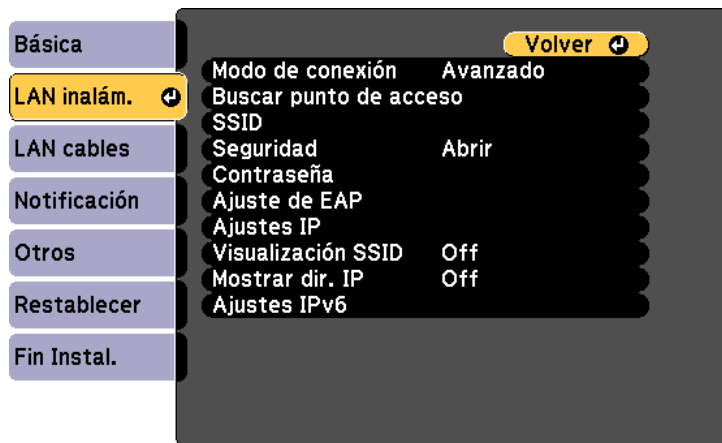 Básica
LAN inalám.
LAN cables
Notificación
Otros
Restablecer
Fin Instal.
Volver
Modo de conexión Avanzado
Buscar punto de acceso
SSID
Seguridad Abrir
Contraseña
Ajuste de EAP
Ajustes IP
Visualización SSID Off
Mostrar dir. IP Off
Ajustes IPv6